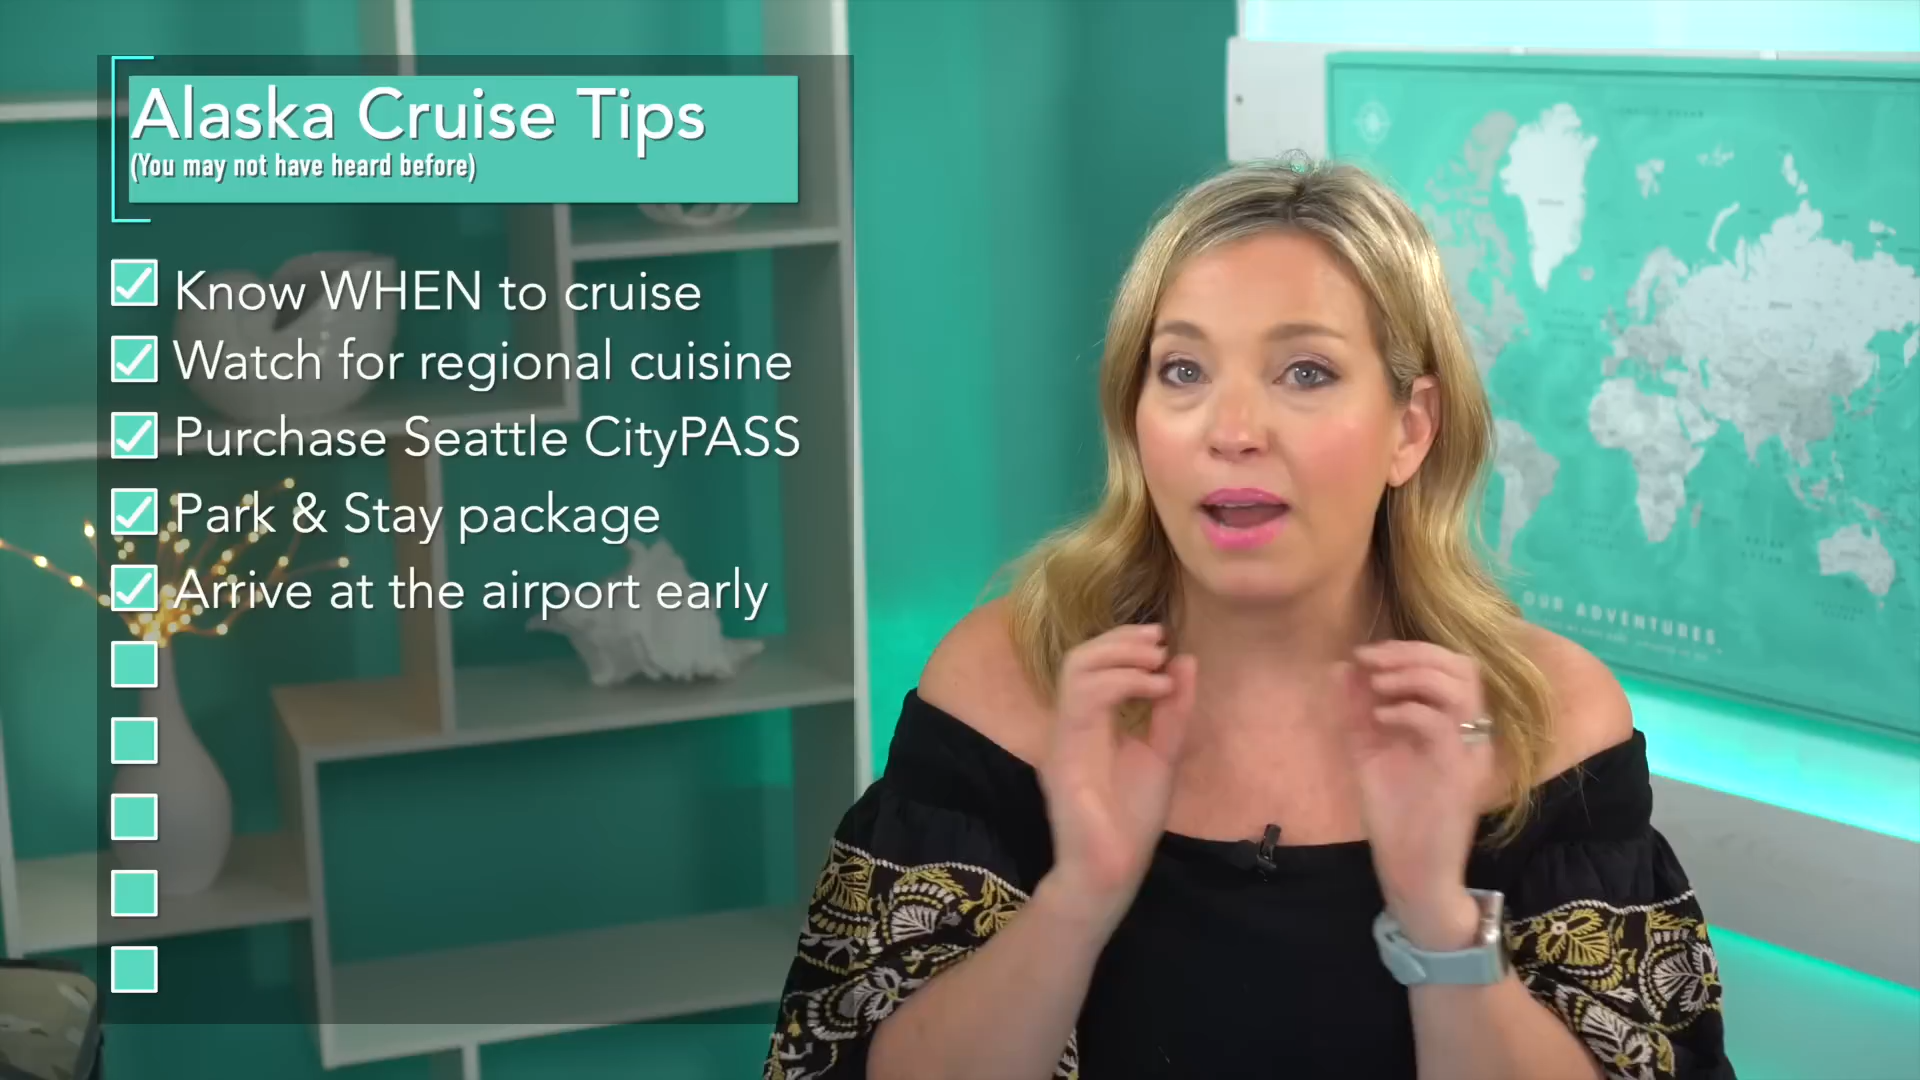 Alaska Cruise Tips
(You may not have heard before)
Know WHEN to cruise
Watch for regional cuisine
Purchase Seattle CityPASS
Park & Stay package
Arrive at the airport early
OUR ADVENTURES